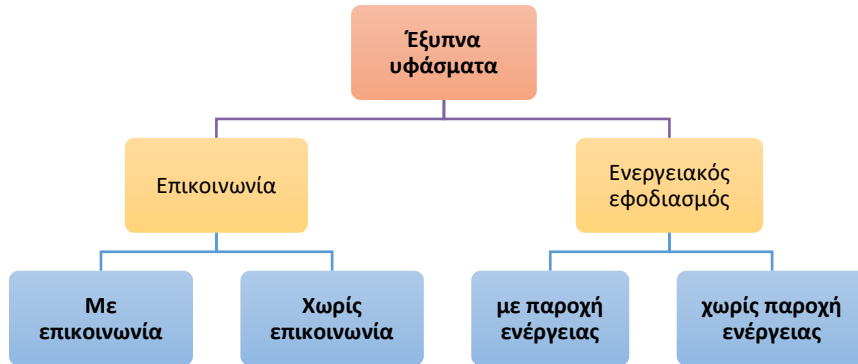 Έξυπνα
υφάσματα
Επικοινωνία
Ενεργειακός
εφοδιασμός
Με
επικοινωνία
Χωρίς
επικοινωνία
με παροχή
ενέργειας
χωρίς παροχή
ενέργειας